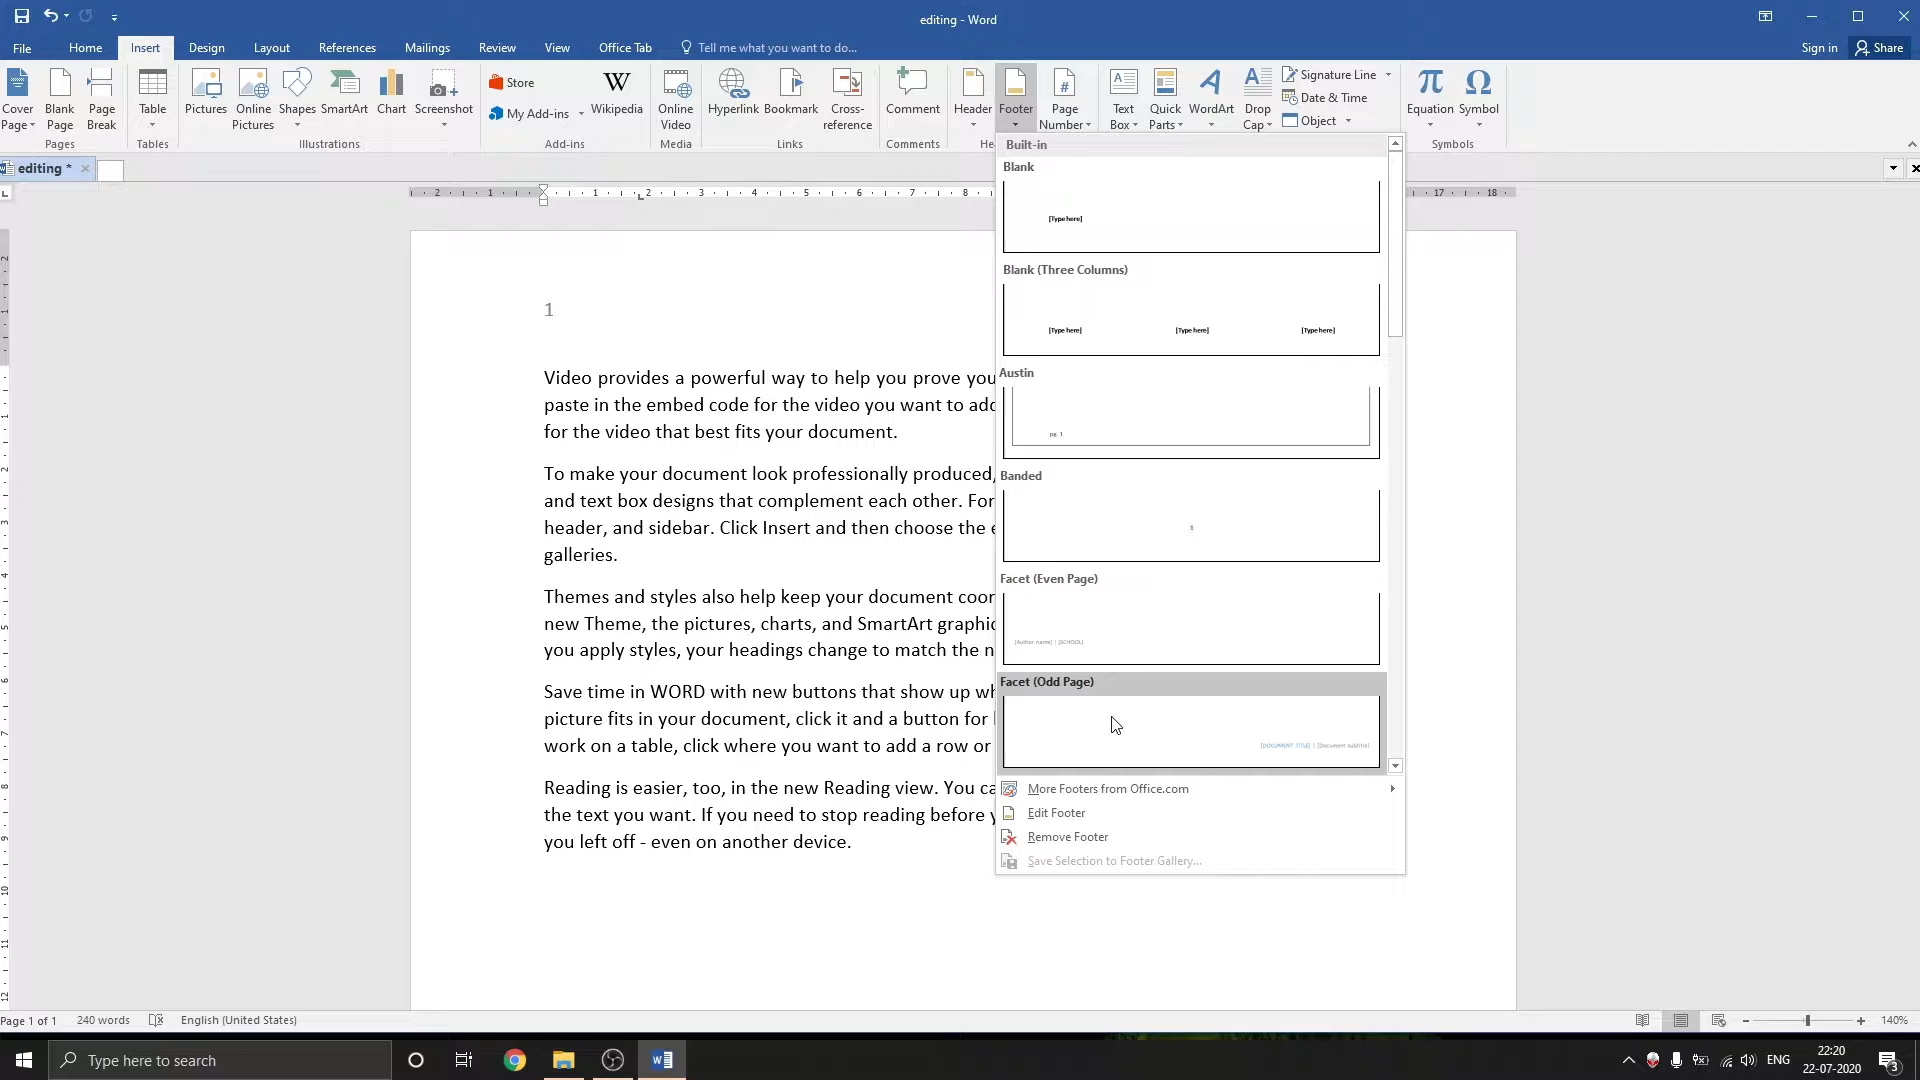 editing - Word
File Home Insert Design Layout References Mailings Review View Office Tab Tell me what you want to do... Sign in Share
Cover Page
Blank Page
Page Break
Pages
Table
Tables
Pictures
Online Pictures
Shapes
SmartArt
Chart
Screenshot
Illustrations
Store
My Add-ins
Wikipedia
Add-ins
Online Video
Media
Hyperlink
Bookmark
Cross-reference
Links
Comment
Comments
Header
Footer
Page Number
He
Text Box
Quick Parts
WordArt
Drop Cap
Signature Line
Date & Time
Object
Equation
Symbol
Symbols
editing *
2 1 1 2 3 4 5 6 7 8 17 18
1
Video provides a powerful way to help you prove you
paste in the embed code for the video you want to add
for the video that best fits your document.
To make your document look professionally produced,
and text box designs that complement each other. For
header, and sidebar. Click Insert and then choose the e
galleries.
Themes and styles also help keep your document coor
new Theme, the pictures, charts, and SmartArt graphic
you apply styles, your headings change to match the n
Save time in WORD with new buttons that show up wh
picture fits in your document, click it and a button for l
work on a table, click where you want to add a row or
Reading is easier, too, in the new Reading view. You ca
the text you want. If you need to stop reading before y
you left off - even on another device.
Built-in
Blank
[Type here]
Blank (Three Columns)
[Type here] [Type here] [Type here]
Austin
pg. 1
Banded
1
Facet (Even Page)
[Author name] | [SCHOOL]
Facet (Odd Page)
[DOCUMENT TITLE] | [Document subtitle]
More Footers from Office.com
Edit Footer
Remove Footer
Save Selection to Footer Gallery...
Page 1 of 1 240 words English (United States) 140%
Type here to search
ENG
22:20
22-07-2020
3